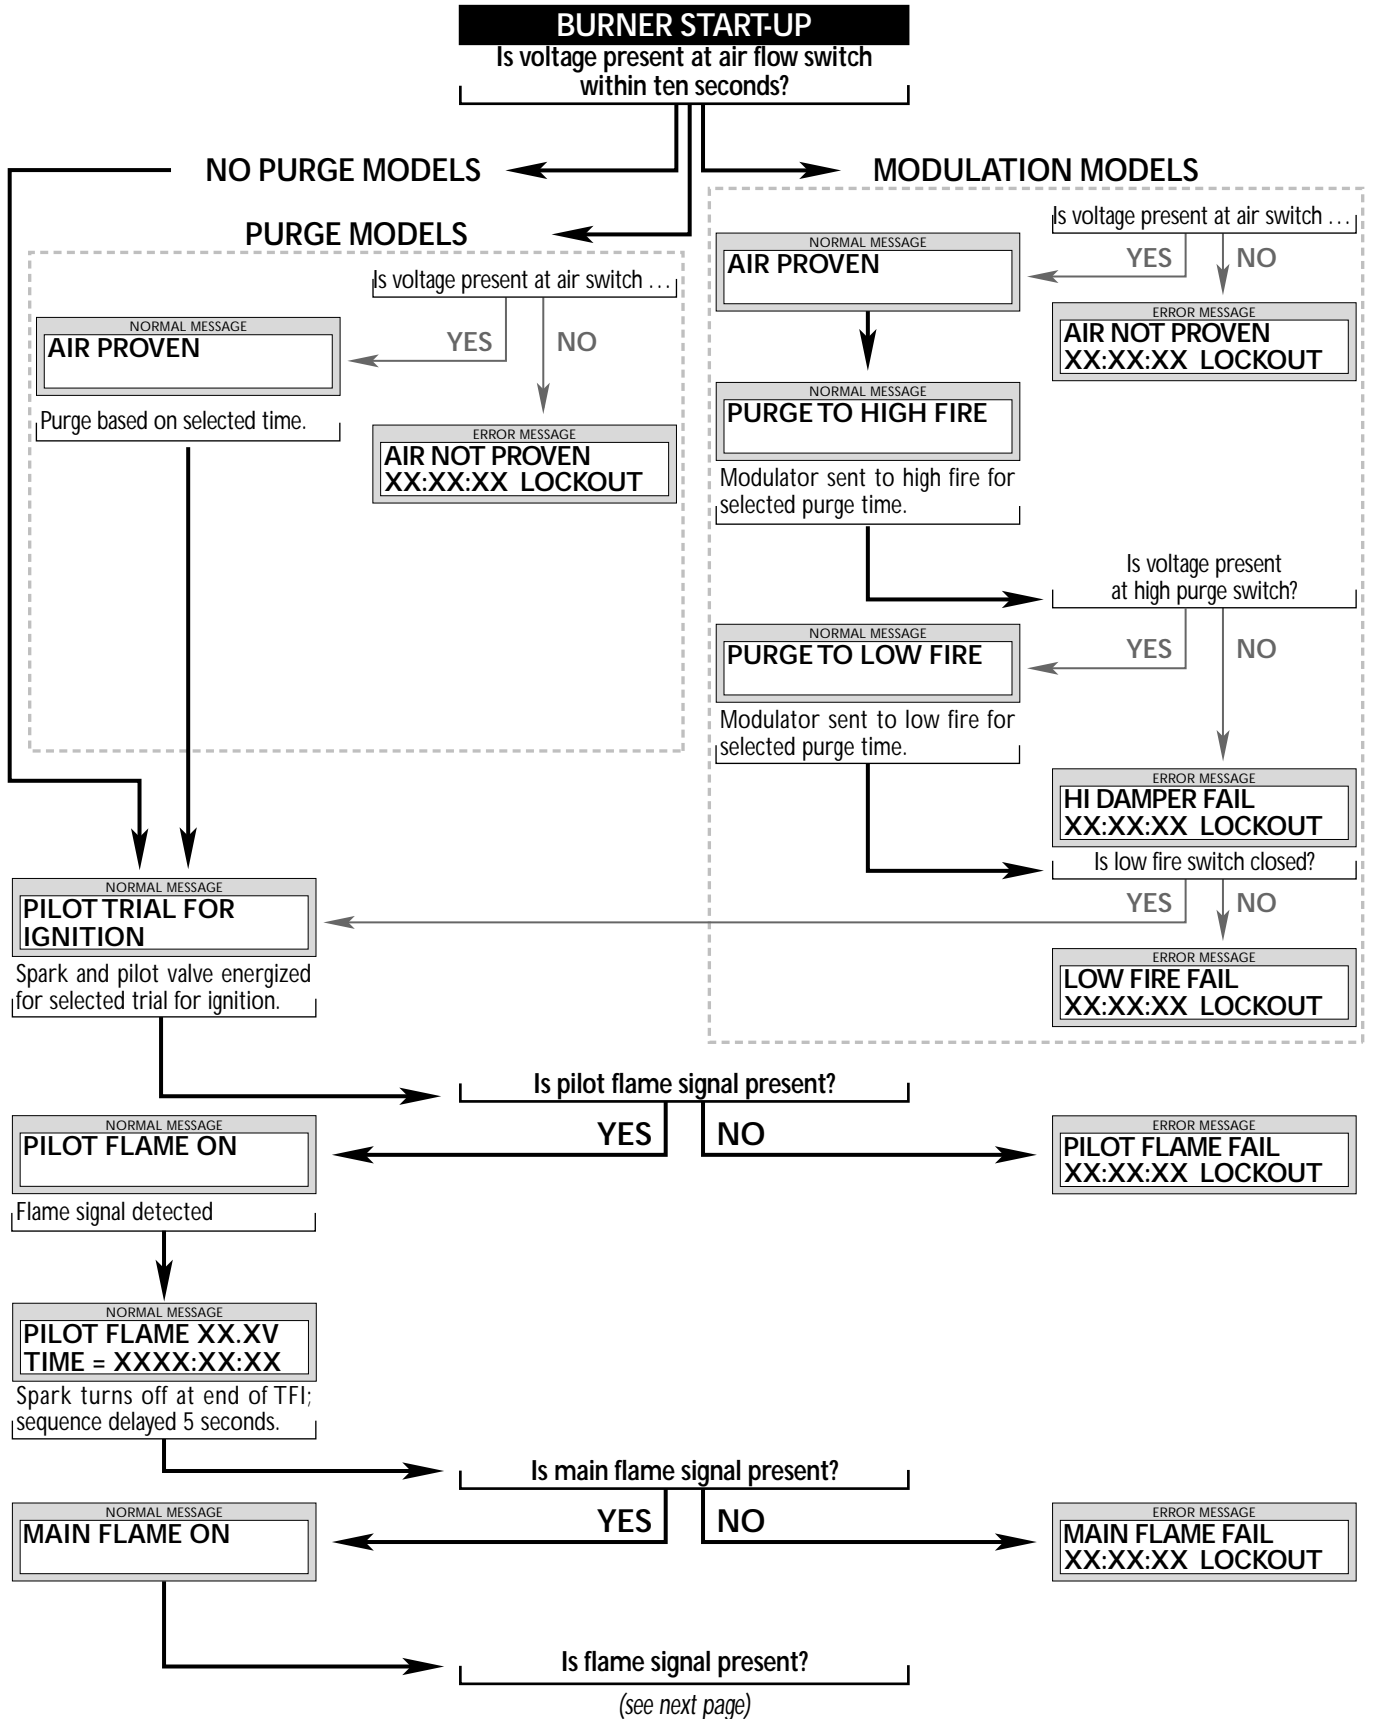 BURNER START-UP
Is voltage present at air flow switch
within ten seconds?
NO PURGE MODELS
MODULATION MODELS
PURGE MODELS
Is voltage present at air switch . . .
YES
NO
NORMAL MESSAGE
AIR PROVEN
Purge based on selected time.
ERROR MESSAGE
AIR NOT PROVEN
XX:XX:XX LOCKOUT
Is voltage present at air switch . . .
YES
NO
NORMAL MESSAGE
AIR PROVEN
ERROR MESSAGE
AIR NOT PROVEN
XX:XX:XX LOCKOUT
NORMAL MESSAGE
PURGE TO HIGH FIRE
Modulator sent to high fire for
selected purge time.
Is voltage present
at high purge switch?
YES
NO
NORMAL MESSAGE
PURGE TO LOW FIRE
Modulator sent to low fire for
selected purge time.
ERROR MESSAGE
HI DAMPER FAIL
XX:XX:XX LOCKOUT
Is low fire switch closed?
YES
NO
ERROR MESSAGE
LOW FIRE FAIL
XX:XX:XX LOCKOUT
NORMAL MESSAGE
PILOT TRIAL FOR
IGNITION
Spark and pilot valve energized
for selected trial for ignition.
Is pilot flame signal present?
YES
NO
NORMAL MESSAGE
PILOT FLAME ON
Flame signal detected
ERROR MESSAGE
PILOT FLAME FAIL
XX:XX:XX LOCKOUT
NORMAL MESSAGE
PILOT FLAME XX.XV
TIME = XXXX:XX:XX
Spark turns off at end of TFI;
sequence delayed 5 seconds.
Is main flame signal present?
YES
NO
NORMAL MESSAGE
MAIN FLAME ON
ERROR MESSAGE
MAIN FLAME FAIL
XX:XX:XX LOCKOUT
Is flame signal present?
(see next page)